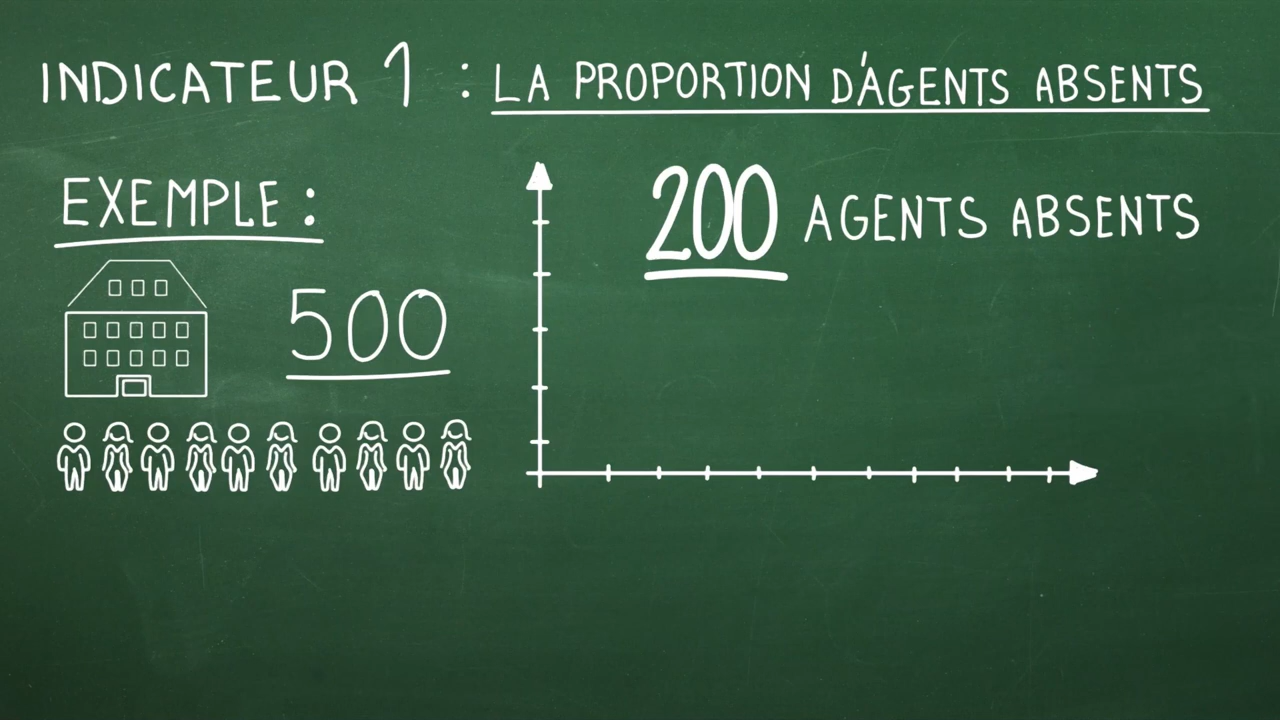 INDICATEUR 1 : LA PROPORTION D'AGENTS ABSENTS
EXEMPLE :
500
200 AGENTS ABSENTS